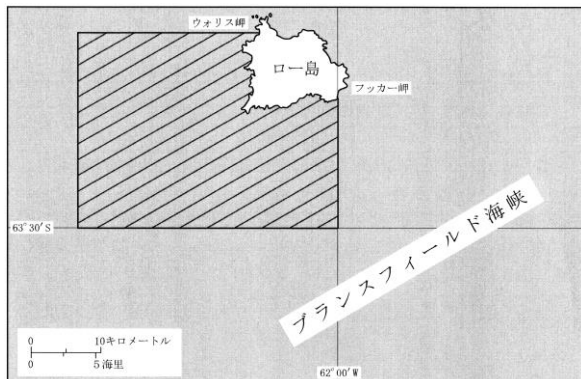 ウォリス岬
ロー島
フッカー岬
63°30′S
ブランスフィールド海峡
0 10キロメートル
0 5海里
62°00′W